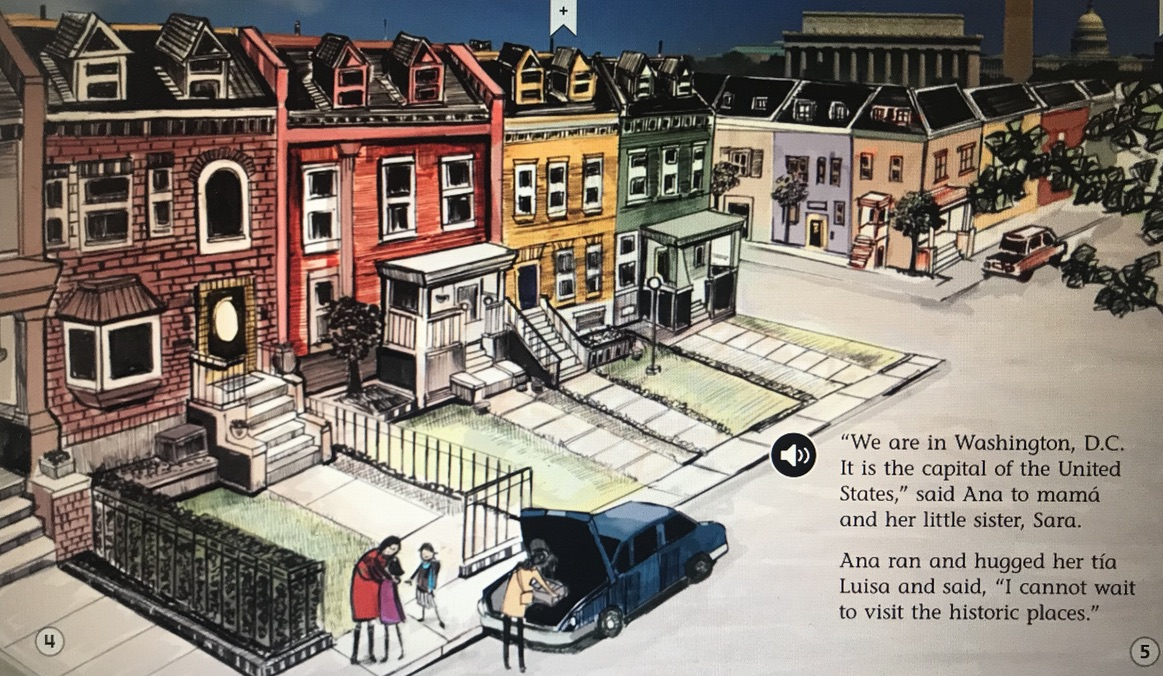 +
“We are in Washington, D.C.
It is the capital of the United
States,” said Ana to mamá
and her little sister, Sara.
Ana ran and hugged her tía
Luisa and said, “I cannot wait
to visit the historic places.”
4
5